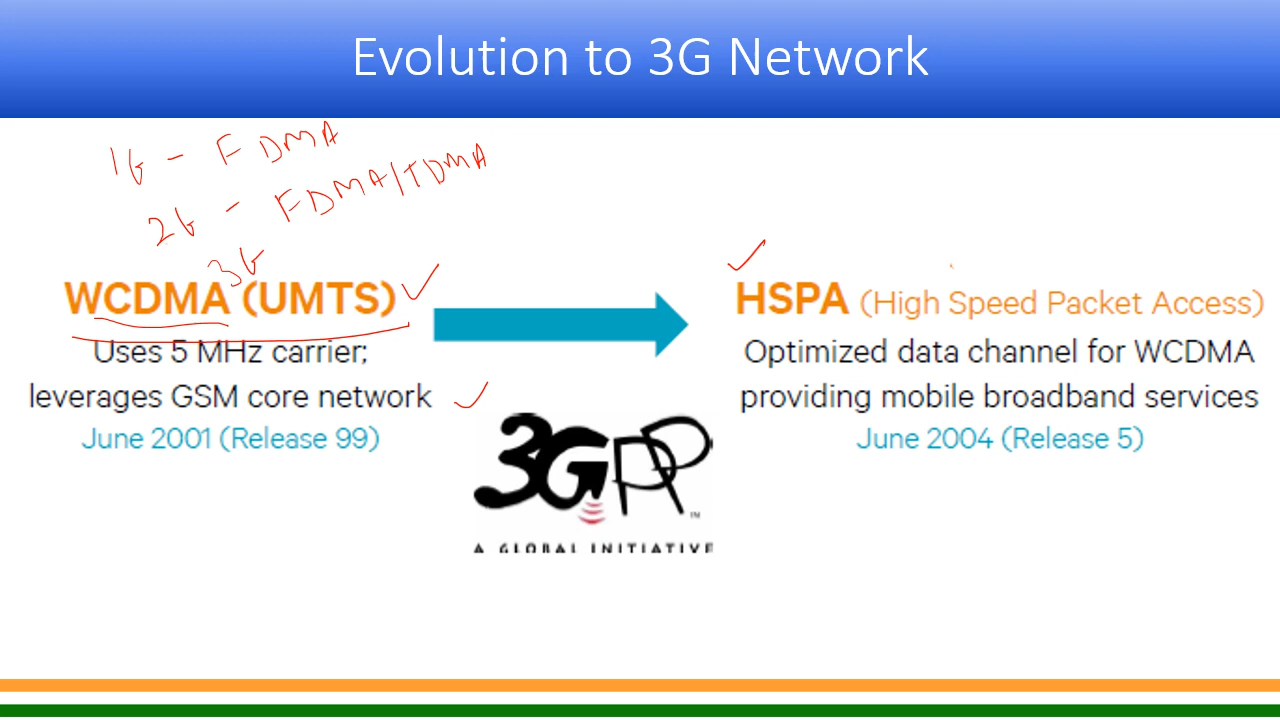 Evolution to 3G Network
1G - FDMA
2G - FDMA/TDMA
3G
WCDMA (UMTS)
Uses 5 MHz carrier;
leverages GSM core network
June 2001 (Release 99)
3GPP
TM
A GLOBAL INITIATIVE
HSPA (High Speed Packet Access)
Optimized data channel for WCDMA
providing mobile broadband services
June 2004 (Release 5)